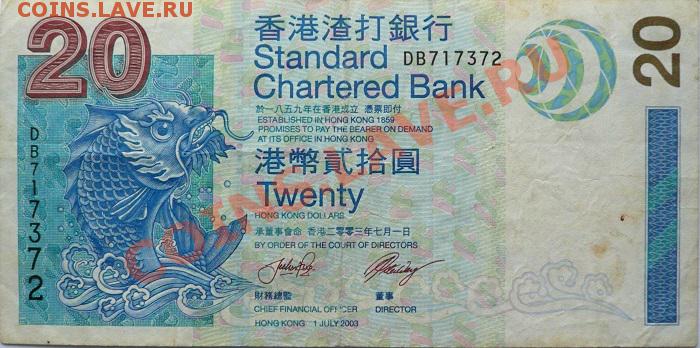 COINS.LAVE.RU
20
香港渣打銀行
Standard
Chartered Bank
DB717372
20
於一八五九年在香港成立 憑票即付
ESTABLISHED IN HONG KONG 1859
PROMISES TO PAY THE BEARER ON DEMAND
AT ITS OFFICE IN HONG KONG
DB717372
港幣貳拾圓
Twenty
HONG KONG DOLLARS
承董事會命 香港二零零三年七月一日
BY ORDER OF THE COURT OF DIRECTORS
財務總監 董事
CHIEF FINANCIAL OFFICER DIRECTOR
HONG KONG 1 JULY 2003
COINS.LAVE.RU